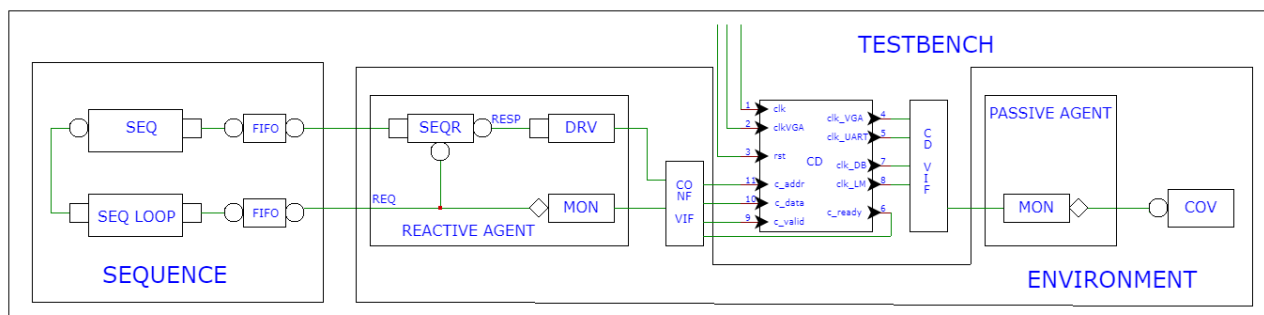 TESTBENCH
SEQ
FIFO
SEQR
RESP
DRV
SEQ LOOP
FIFO
REQ
MON
REACTIVE AGENT
SEQUENCE
CO
NF
VIF
1 clk
2 clkVGA
3 rst
11 c_addr
10 c_data
9 c_valid
CD
clk_VGA 4
clk_UART 5
clk_DB 7
clk_LM 8
c_ready 6
C
D
V
I
F
PASSIVE AGENT
MON
COV
ENVIRONMENT